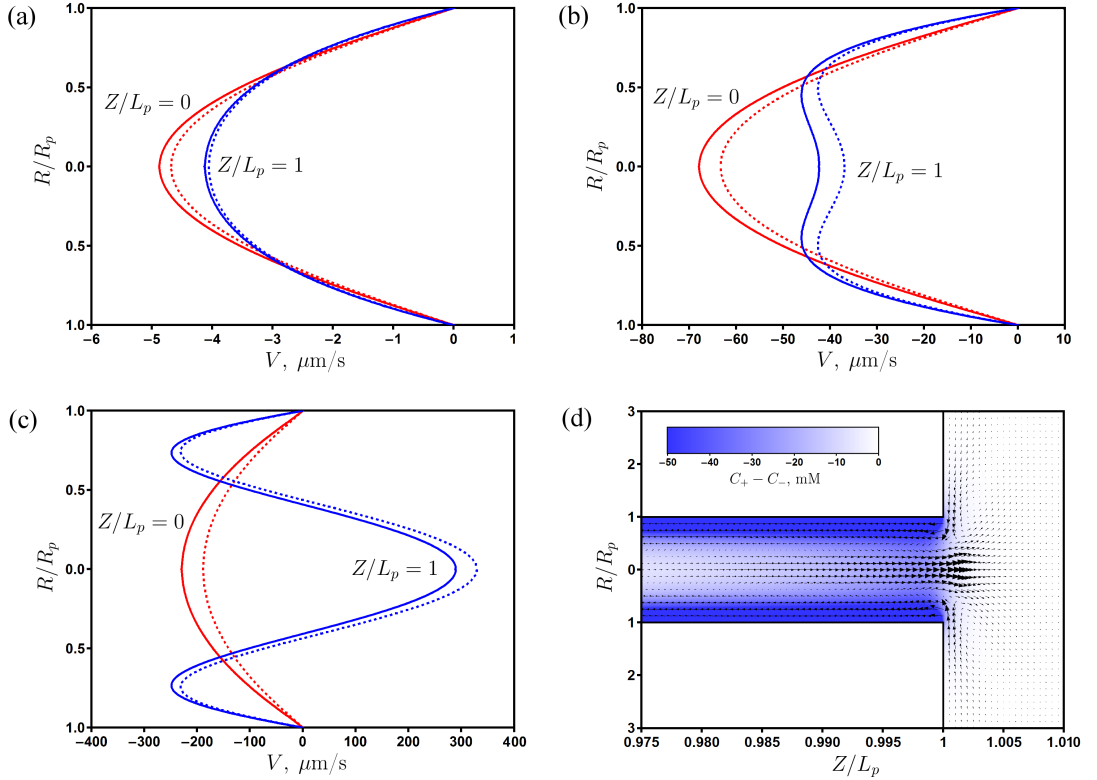 (a)
1.0
0.5
0.0
0.5
1.0
R/R_p
Z/L_p = 0
Z/L_p = 1
−6 −5 −4 −3 −2 −1 0 1
V, μm/s
(b)
1.0
0.5
0.0
0.5
1.0
R/R_p
Z/L_p = 0
Z/L_p = 1
−80 −70 −60 −50 −40 −30 −20 −10 0 10
V, μm/s
(c)
1.0
0.5
0.0
0.5
1.0
R/R_p
Z/L_p = 0
Z/L_p = 1
−400 −300 −200 −100 0 100 200 300 400
V, μm/s
(d)
3
2
1
0
1
2
3
R/R_p
−50 −40 −30 −20 −10 0
C_+ − C_−, mM
0.975 0.980 0.985 0.990 0.995 1 1.005 1.010
Z/L_p